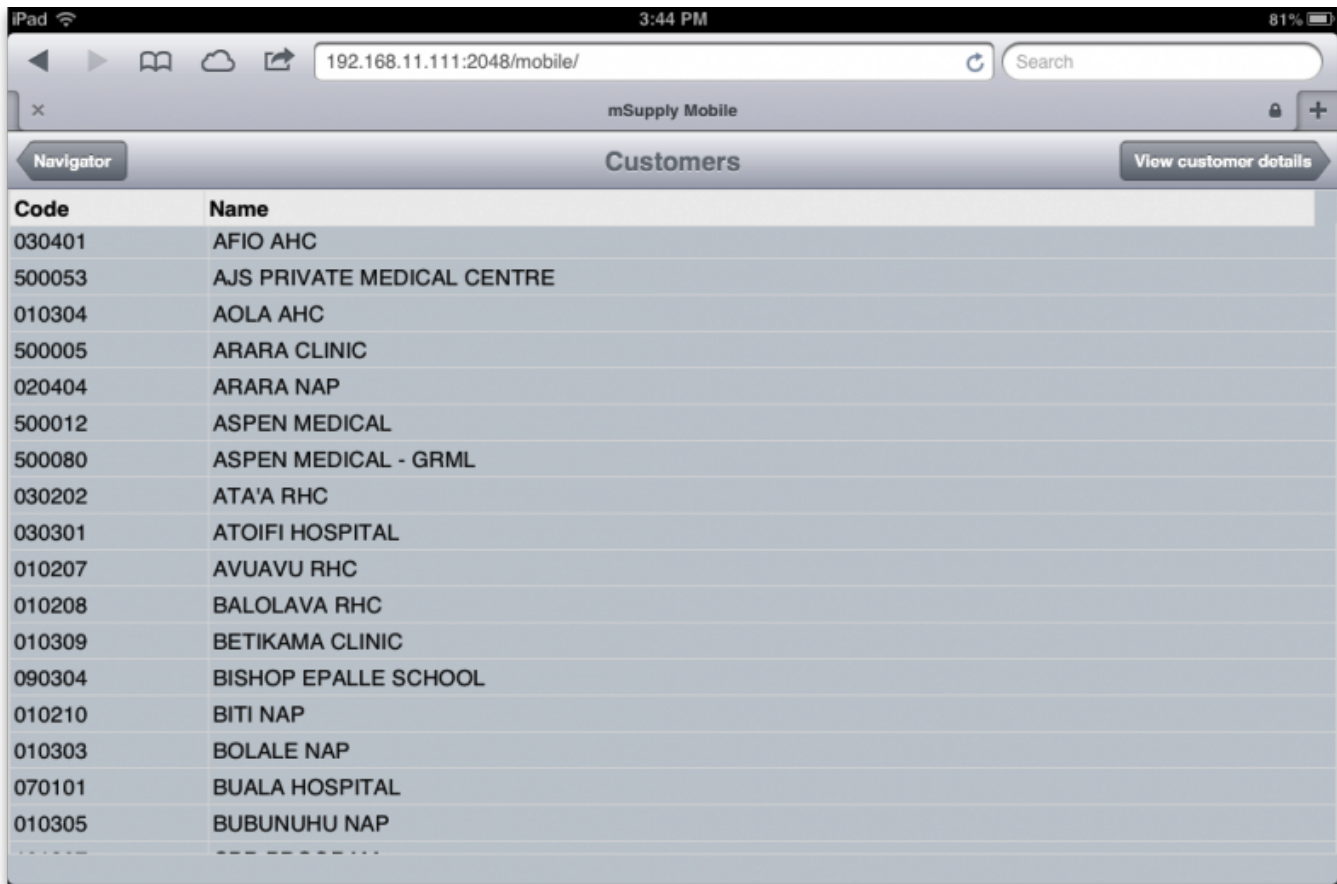 iPad 3:44 PM 81%
192.168.11.111:2048/mobile/ Search
mSupply Mobile
Navigator Customers View customer details
Code Name
030401 AFIO AHC
500053 AJS PRIVATE MEDICAL CENTRE
010304 AOLA AHC
500005 ARARA CLINIC
020404 ARARA NAP
500012 ASPEN MEDICAL
500080 ASPEN MEDICAL - GRML
030202 ATA'A RHC
030301 ATOIFI HOSPITAL
010207 AVUAVU RHC
010208 BALOLAVA RHC
010309 BETIKAMA CLINIC
090304 BISHOP EPALLE SCHOOL
010210 BITI NAP
010303 BOLALE NAP
070101 BUALA HOSPITAL
010305 BUBUNUHU NAP